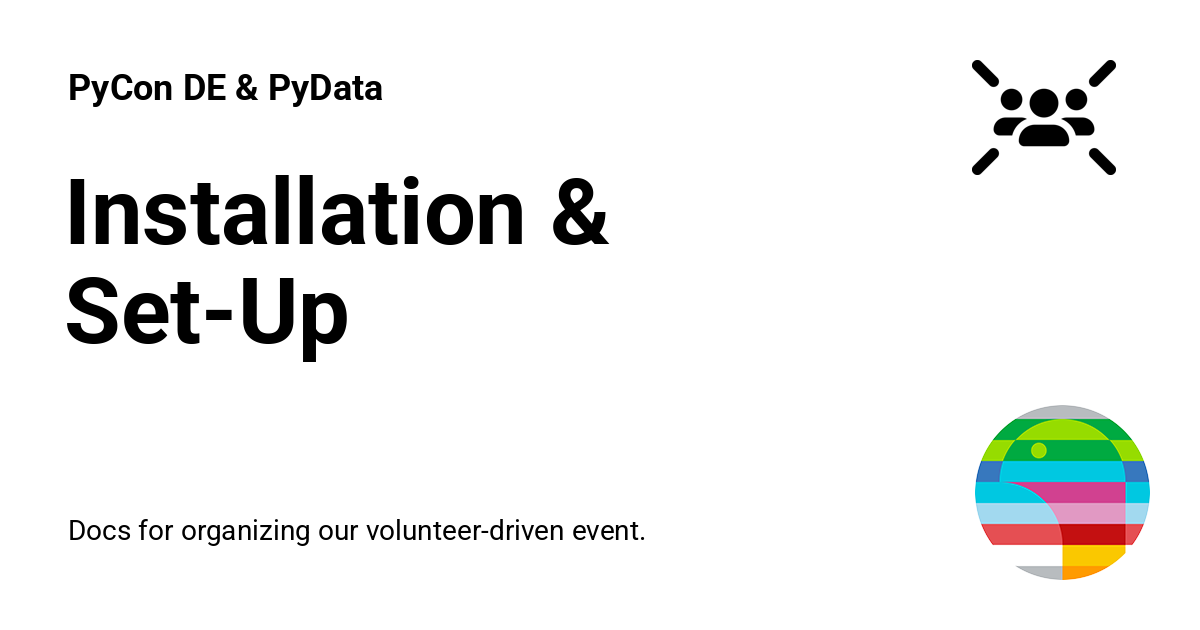 PyCon DE & PyData
Installation &
Set-Up
Docs for organizing our volunteer-driven event.